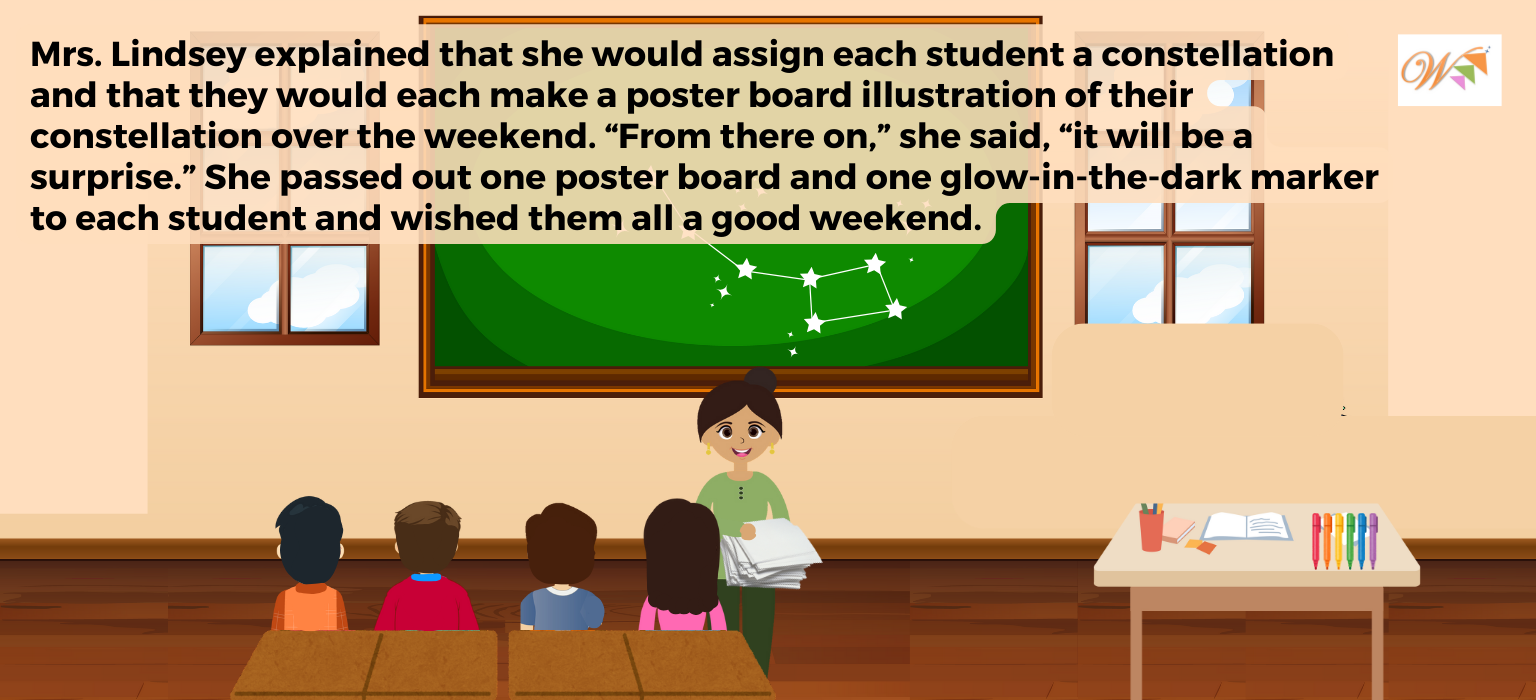 Mrs. Lindsey explained that she would assign each student a constellation
and that they would each make a poster board illustration of their
constellation over the weekend. “From there on,” she said, “it will be a
surprise.” She passed out one poster board and one glow-in-the-dark marker
to each student and wished them all a good weekend.
W